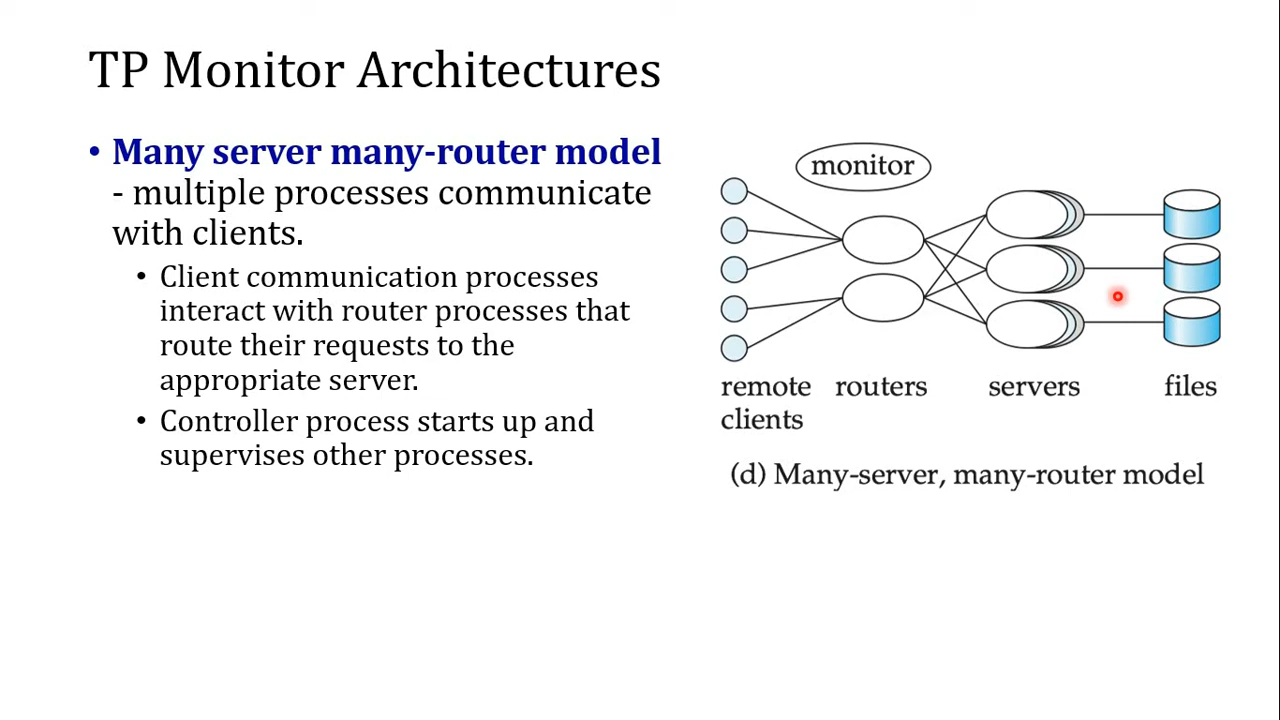 TP Monitor Architectures
• Many server many-router model
- multiple processes communicate
with clients.
• Client communication processes
interact with router processes that
route their requests to the
appropriate server.
• Controller process starts up and
supervises other processes.
monitor
remote clients
routers
servers
files
(d) Many-server, many-router model